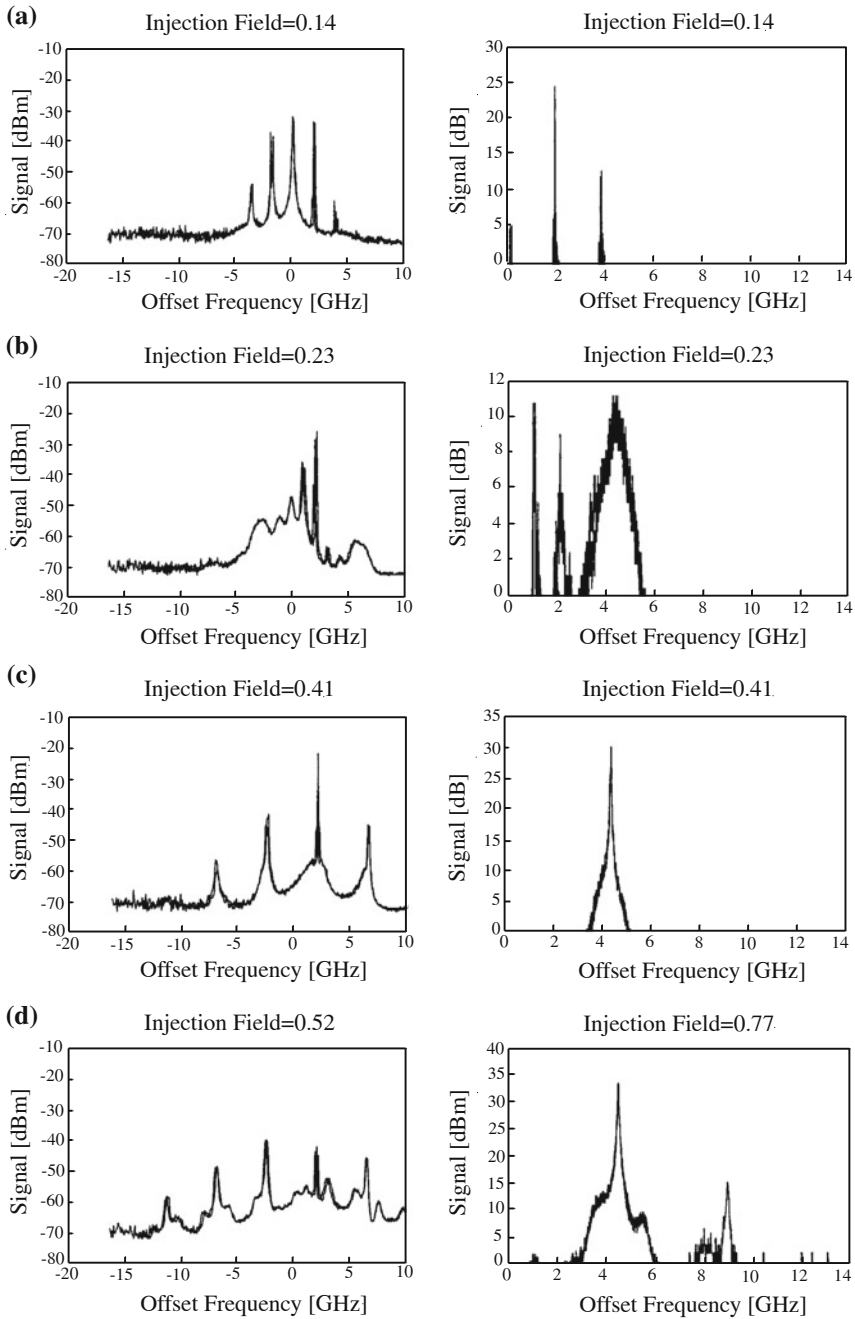 (a)
Injection Field=0.14
Signal [dBm]
-10
-20
-30
-40
-50
-60
-70
-80
-20 -15 -10 -5 0 5 10
Offset Frequency [GHz]
Injection Field=0.14
Signal [dB]
30
25
20
15
10
5
0
0 2 4 6 8 10 12 14
Offset Frequency [GHz]
(b)
Injection Field=0.23
Signal [dBm]
-10
-20
-30
-40
-50
-60
-70
-80
-20 -15 -10 -5 0 5 10
Offset Frequency [GHz]
Injection Field=0.23
Signal [dB]
12
10
8
6
4
2
0
0 2 4 6 8 10 12 14
Offset Frequency [GHz]
(c)
Injection Field=0.41
Signal [dBm]
-10
-20
-30
-40
-50
-60
-70
-80
-20 -15 -10 -5 0 5 10
Offset Frequency [GHz]
Injection Field=0.41
Signal [dB]
35
30
25
20
15
10
5
0
0 2 4 6 8 10 12 14
Offset Frequency [GHz]
(d)
Injection Field=0.52
Signal [dBm]
-10
-20
-30
-40
-50
-60
-70
-80
-20 -15 -10 -5 0 5 10
Offset Frequency [GHz]
Injection Field=0.77
Signal [dBm]
40
35
30
25
20
15
10
5
0
0 2 4 6 8 10 12 14
Offset Frequency [GHz]